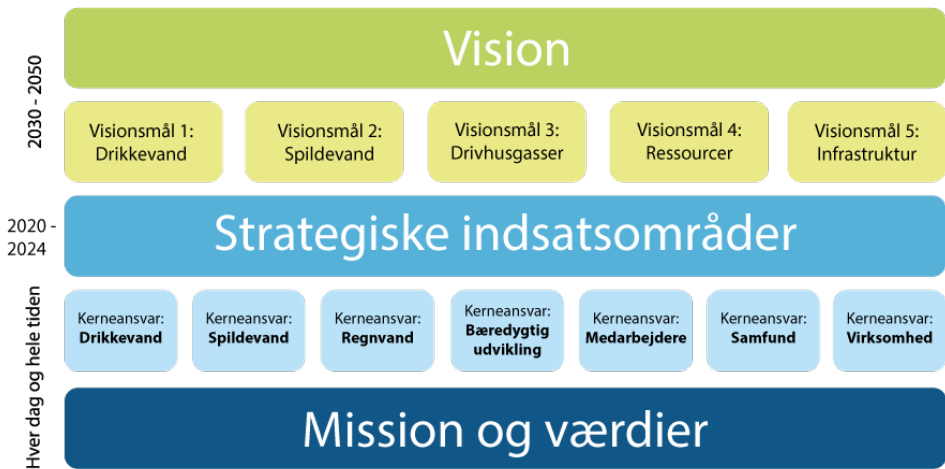 2030 - 2050
Vision
Visionsmål 1:
Drikkevand
Visionsmål 2:
Spildevand
Visionsmål 3:
Drivhusgasser
Visionsmål 4:
Ressourcer
Visionsmål 5:
Infrastruktur
2020 -
2024
Strategiske indsatsområder
Hver dag og hele tiden
Kerneansvar:
Drikkevand
Kerneansvar:
Spildevand
Kerneansvar:
Regnvand
Kerneansvar:
Bæredygtig
udvikling
Kerneansvar:
Medarbejdere
Kerneansvar:
Samfund
Kerneansvar:
Virksomhed
Mission og værdier